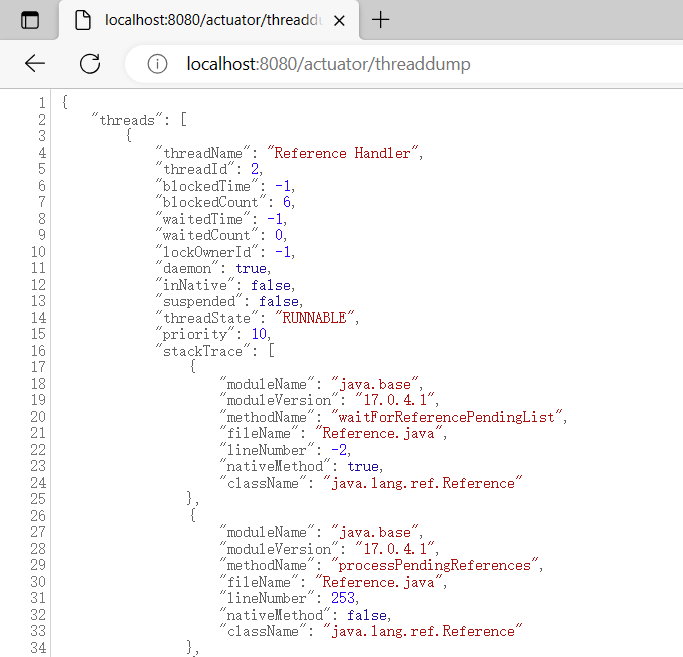 localhost:8080/actuator/threaddu
localhost:8080/actuator/threaddump
1 {
2 "threads": [
3 {
4 "threadName": "Reference Handler",
5 "threadId": 2,
6 "blockedTime": -1,
7 "blockedCount": 6,
8 "waitedTime": -1,
9 "waitedCount": 0,
10 "lockOwnerId": -1,
11 "daemon": true,
12 "inNative": false,
13 "suspended": false,
14 "threadState": "RUNNABLE",
15 "priority": 10,
16 "stackTrace": [
17 {
18 "moduleName": "java.base",
19 "moduleVersion": "17.0.4.1",
20 "methodName": "waitForReferencePendingList",
21 "fileName": "Reference.java",
22 "lineNumber": -2,
23 "nativeMethod": true,
24 "className": "java.lang.ref.Reference"
25 },
26 {
27 "moduleName": "java.base",
28 "moduleVersion": "17.0.4.1",
29 "methodName": "processPendingReferences",
30 "fileName": "Reference.java",
31 "lineNumber": 253,
32 "nativeMethod": false,
33 "className": "java.lang.ref.Reference"
34 },